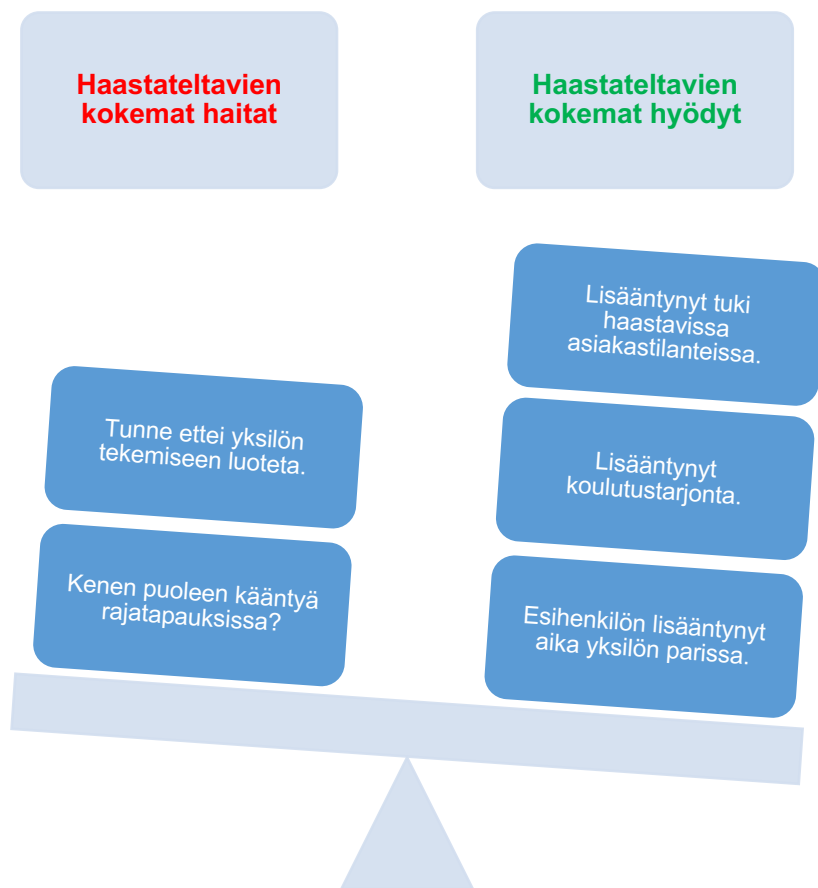 Haastateltavien
kokemat haitat
Haastateltavien
kokemat hyödyt
Tunne ettei yksilön
tekemiseen luoteta.
Kenen puoleen kääntyä
rajatapauksissa?
Lisääntynyt tuki
haastavissa
asiakastilanteissa.
Lisääntynyt
koulutustarjonta.
Esihenkilön lisääntynyt
aika yksilön parissa.